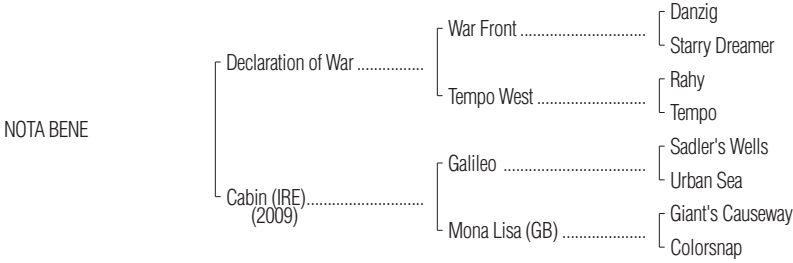 Danzig
War Front ..............................
Starry Dreamer
Declaration of War ................
Rahy
Tempo West ..........................
Tempo
NOTA BENE
Sadler's Wells
Galileo ..................................
Urban Sea
Cabin (IRE)............................
(2009)
Giant's Causeway
Mona Lisa (GB) ....................
Colorsnap